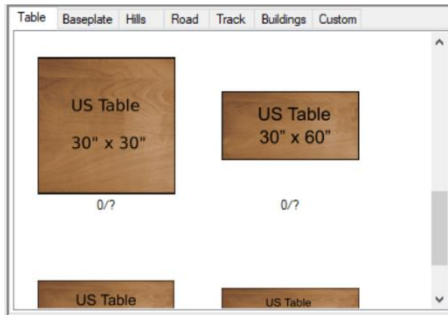 Table Baseplate Hills Road Track Buildings Custom
US Table
30" x 30"
US Table
30" x 60"
0/?
0/?
US Table
US Table